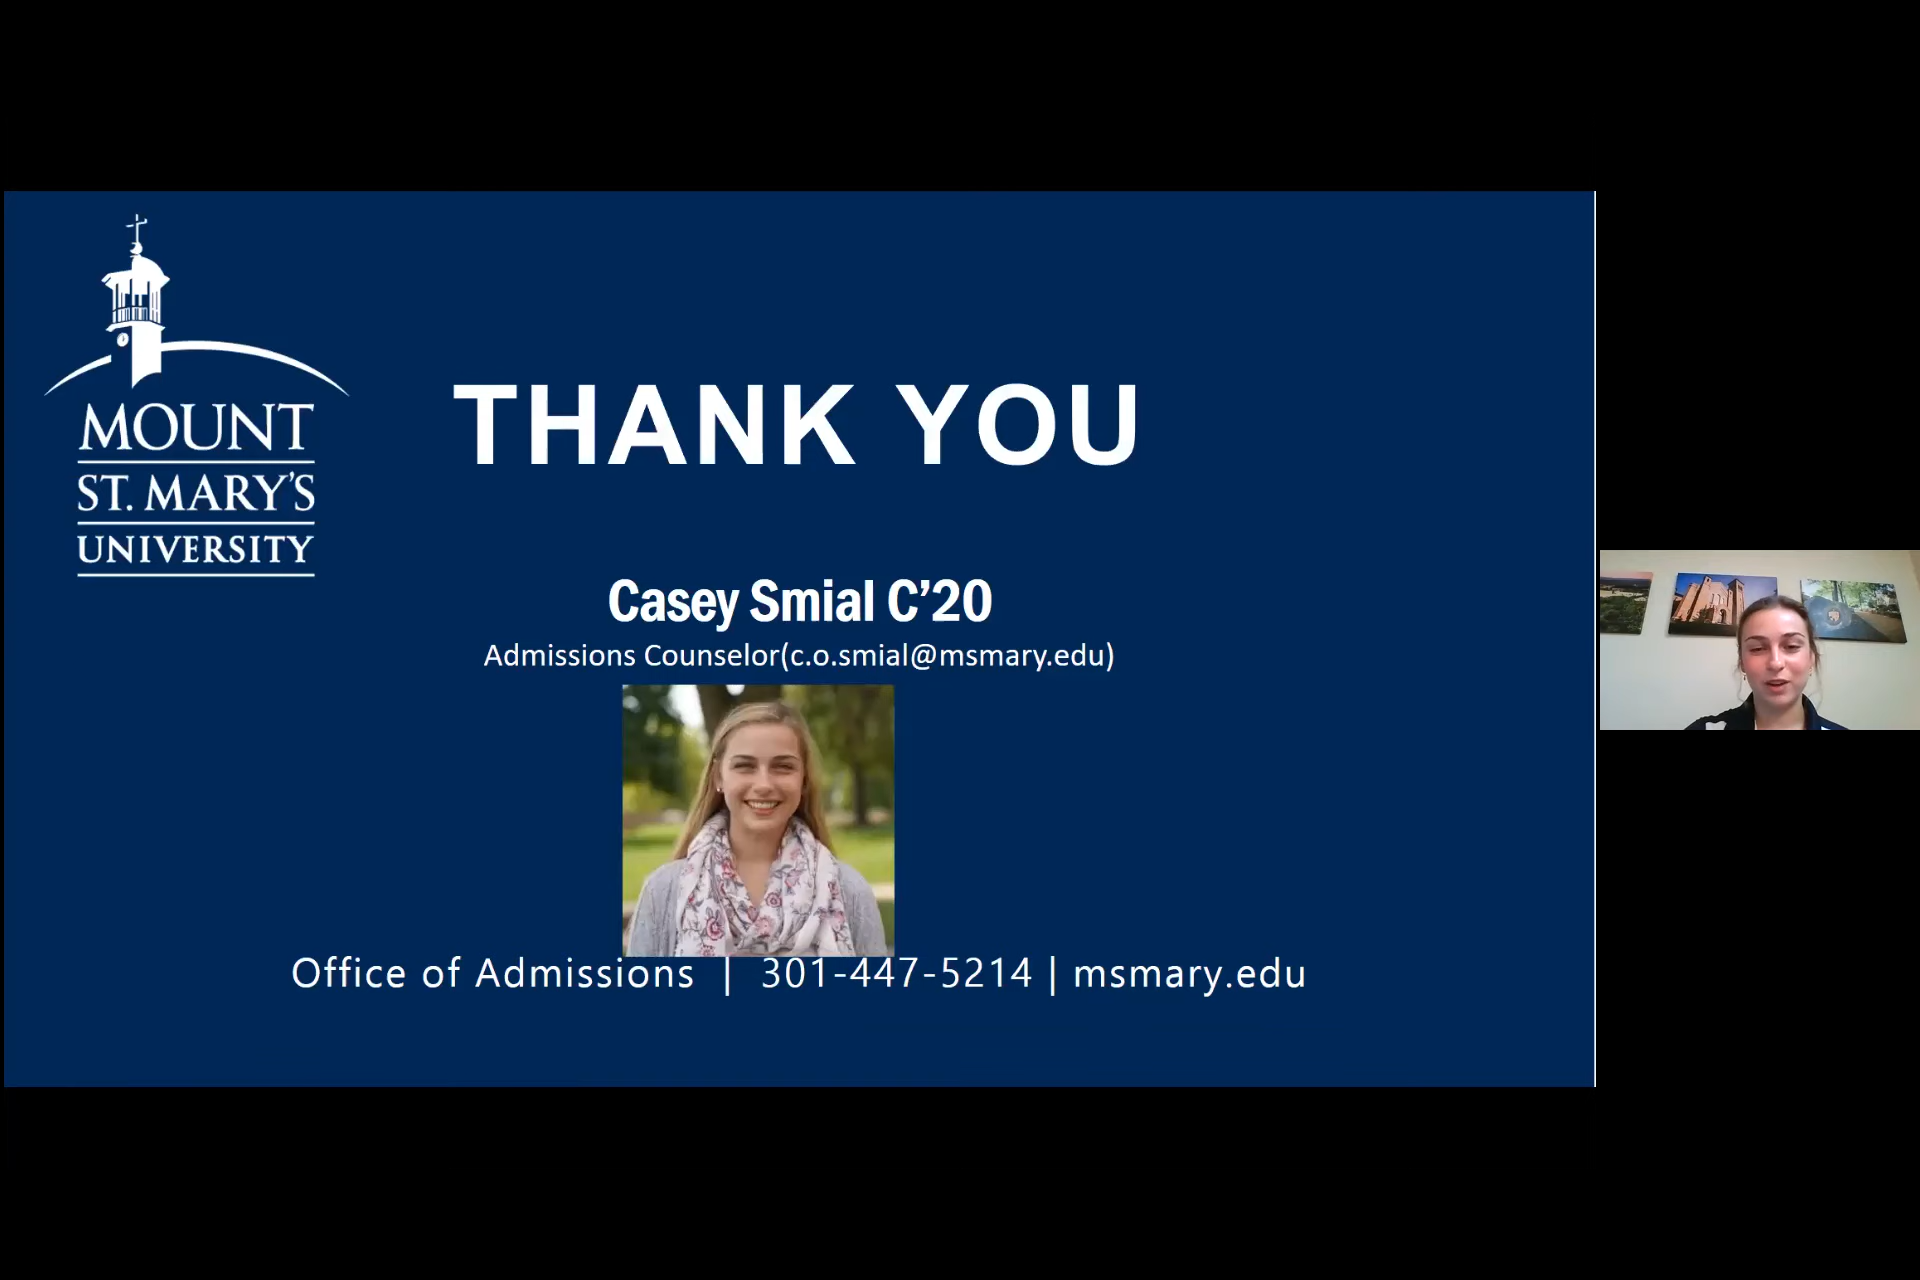 MOUNT
ST. MARY'S
UNIVERSITY
THANK YOU
Casey Smial C’20
Admissions Counselor(c.o.smial@msmary.edu)
Office of Admissions | 301-447-5214 | msmary.edu